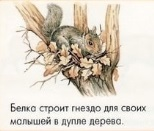 Белка строит гнездо для своих
малышей в дупле дерева.